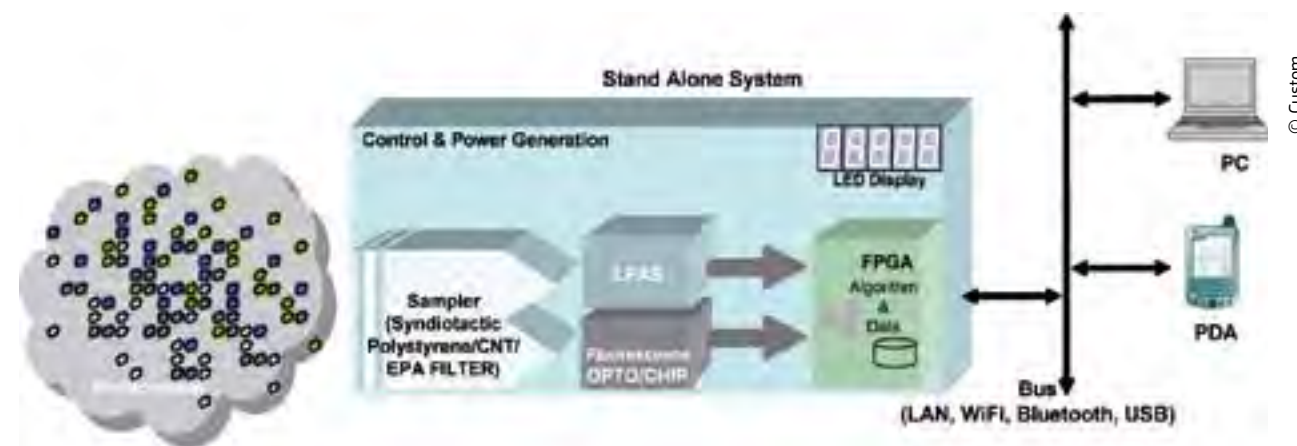 © Custom
Stand Alone System
Control & Power Generation
LED Display
LFAS
FPGA
Algorithm
&
Data
Sampler
(Syndiotactic
Polystyrene/CNT/
EPA FILTER)
OPTO/CHIP
PC
PDA
Bus
(LAN, WiFi, Bluetooth, USB)